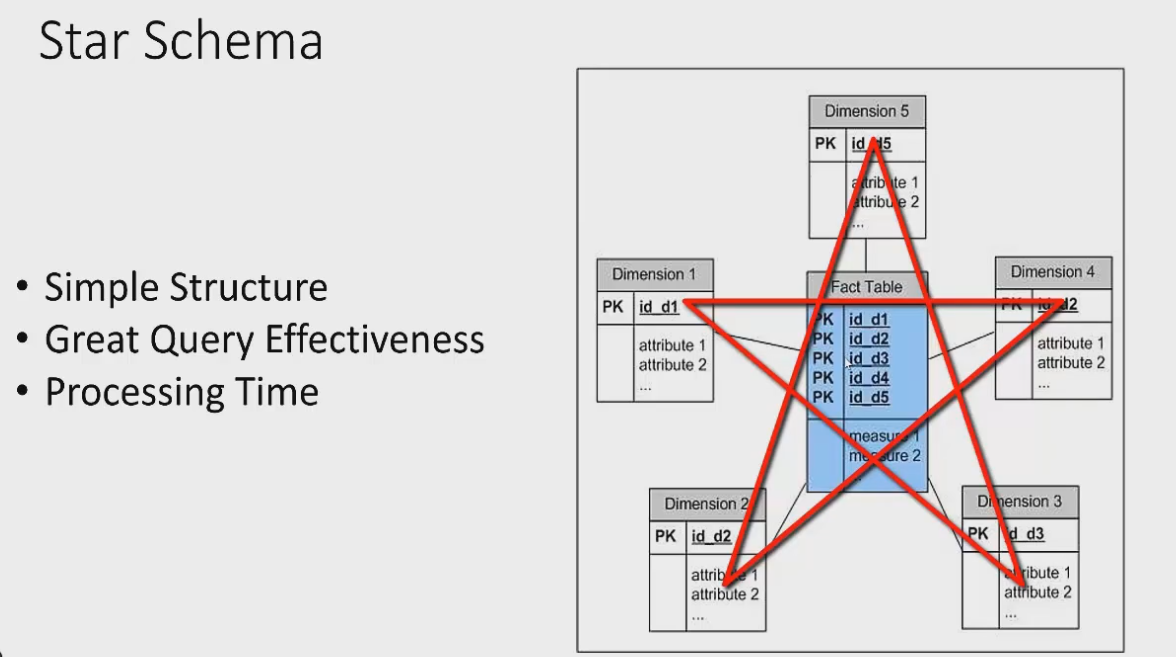 Star Schema
• Simple Structure
• Great Query Effectiveness
• Processing Time
Dimension 5
PK id_d5
attribute 1
attribute 2
...
Dimension 1
PK id_d1
attribute 1
attribute 2
...
Fact Table
PK id_d1
PK id_d2
PK id_d3
PK id_d4
PK id_d5
measure 1
measure 2
...
Dimension 4
PK id_d2
attribute 1
attribute 2
...
Dimension 2
PK id_d2
attribute 1
attribute 2
...
Dimension 3
PK id_d3
attribute 1
attribute 2
...